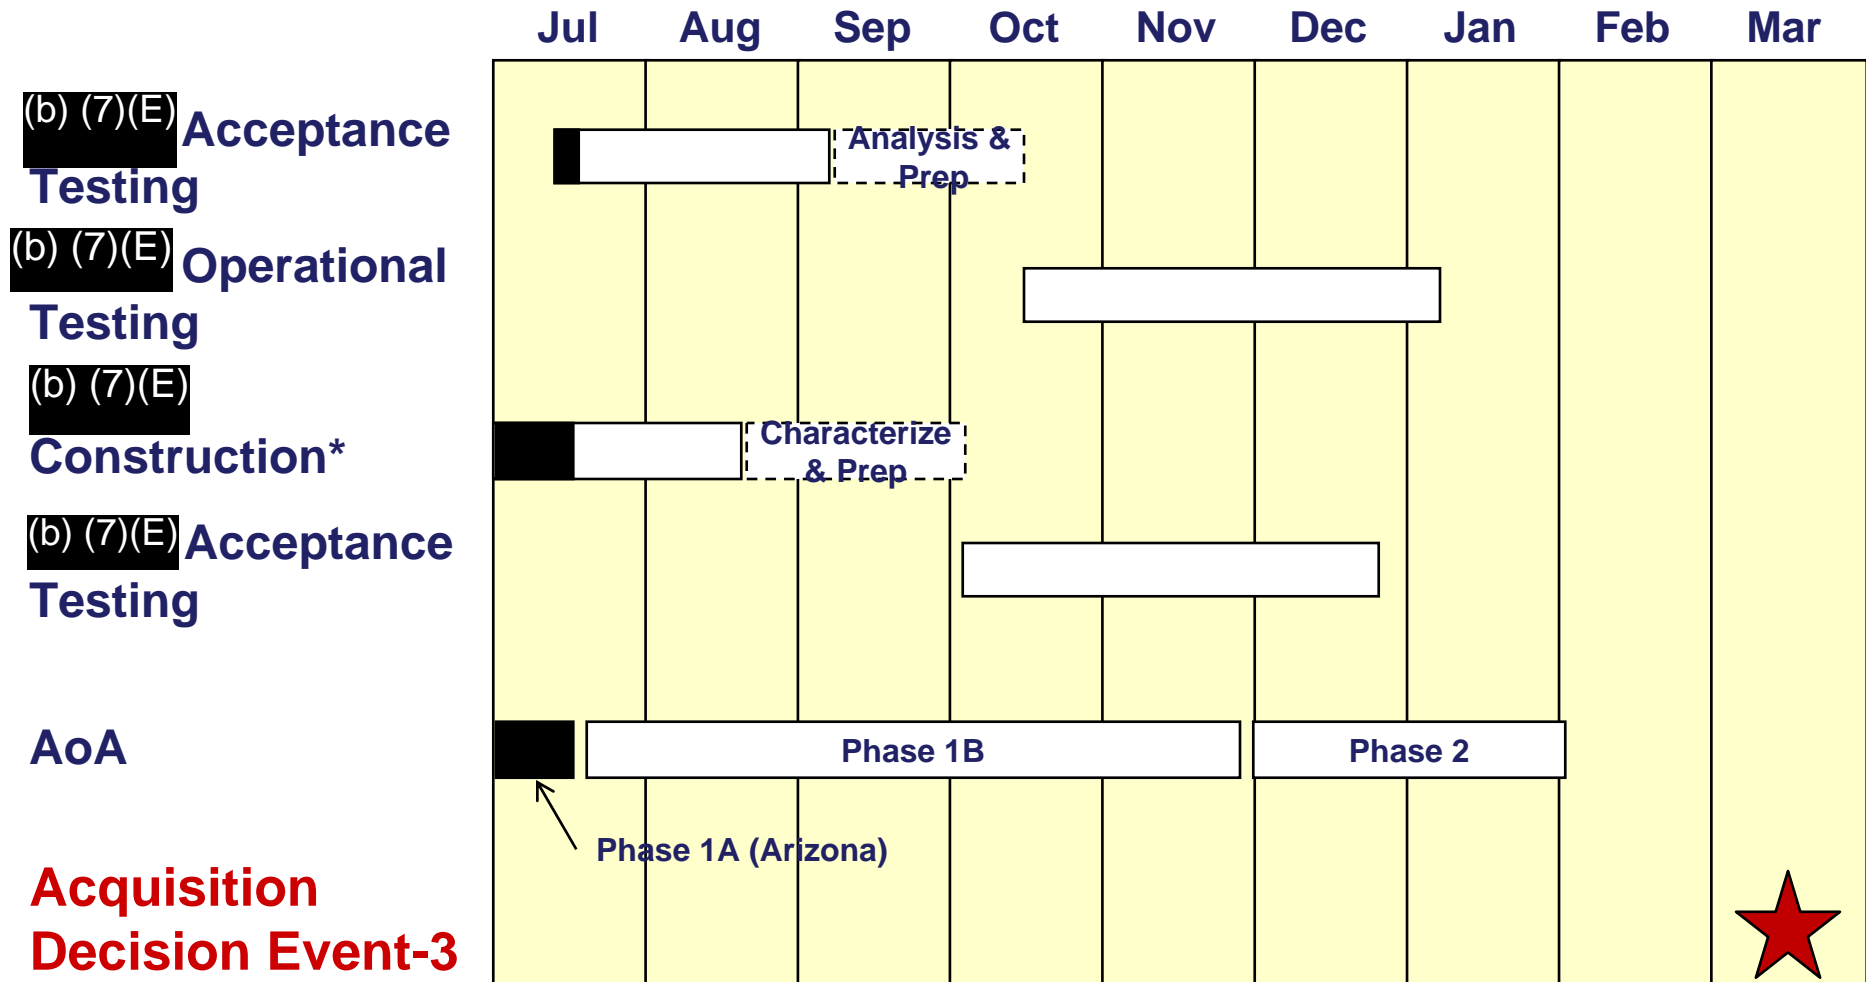 Jul Aug Sep Oct Nov Dec Jan Feb Mar
(b) (7)(E) Acceptance
Testing
Analysis &
Prep
(b) (7)(E) Operational
Testing
(b) (7)(E)
Construction*
Characterize
& Prep
(b) (7)(E) Acceptance
Testing
AoA
Phase 1B
Phase 2
Phase 1A (Arizona)
Acquisition
Decision Event-3